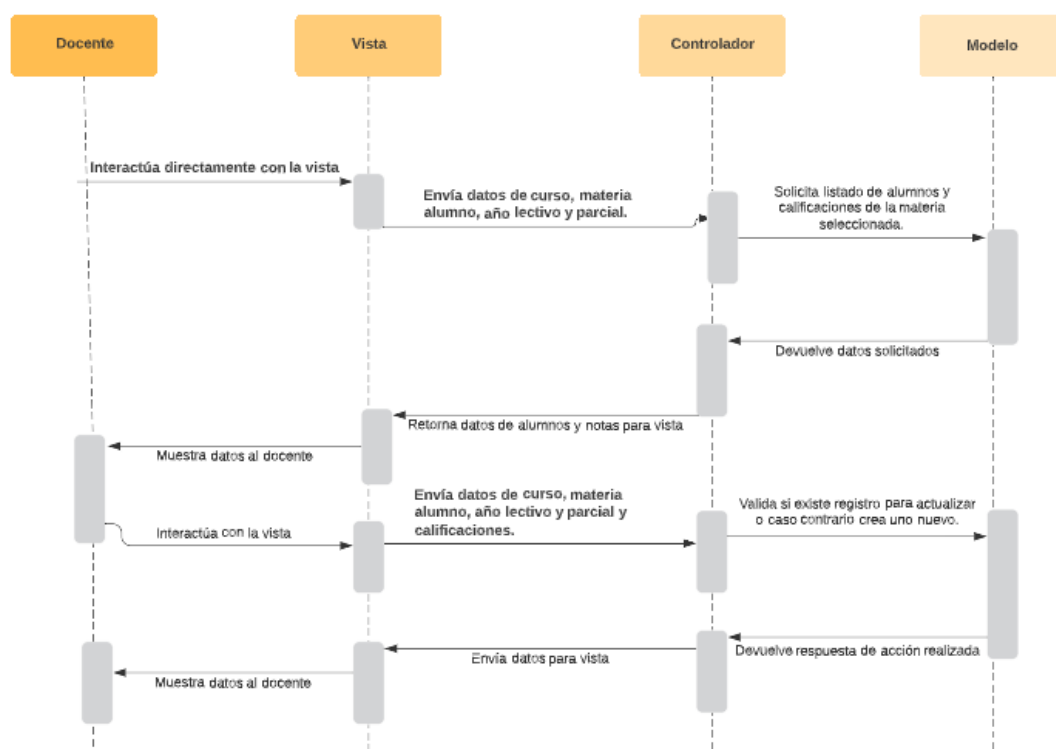 Docente
Vista
Controlador
Modelo
Interactúa directamente con la vista
Envía datos de curso, materia
alumno, año lectivo y parcial.
Solicita listado de alumnos y
calificaciones de la materia
seleccionada.
Devuelve datos solicitados
Retorna datos de alumnos y notas para vista
Muestra datos al docente
Envía datos de curso, materia
alumno, año lectivo y parcial y
calificaciones.
Valida si existe registro para actualizar
o caso contrario crea uno nuevo.
Interactúa con la vista
Devuelve respuesta de acción realizada
Envía datos para vista
Muestra datos al docente